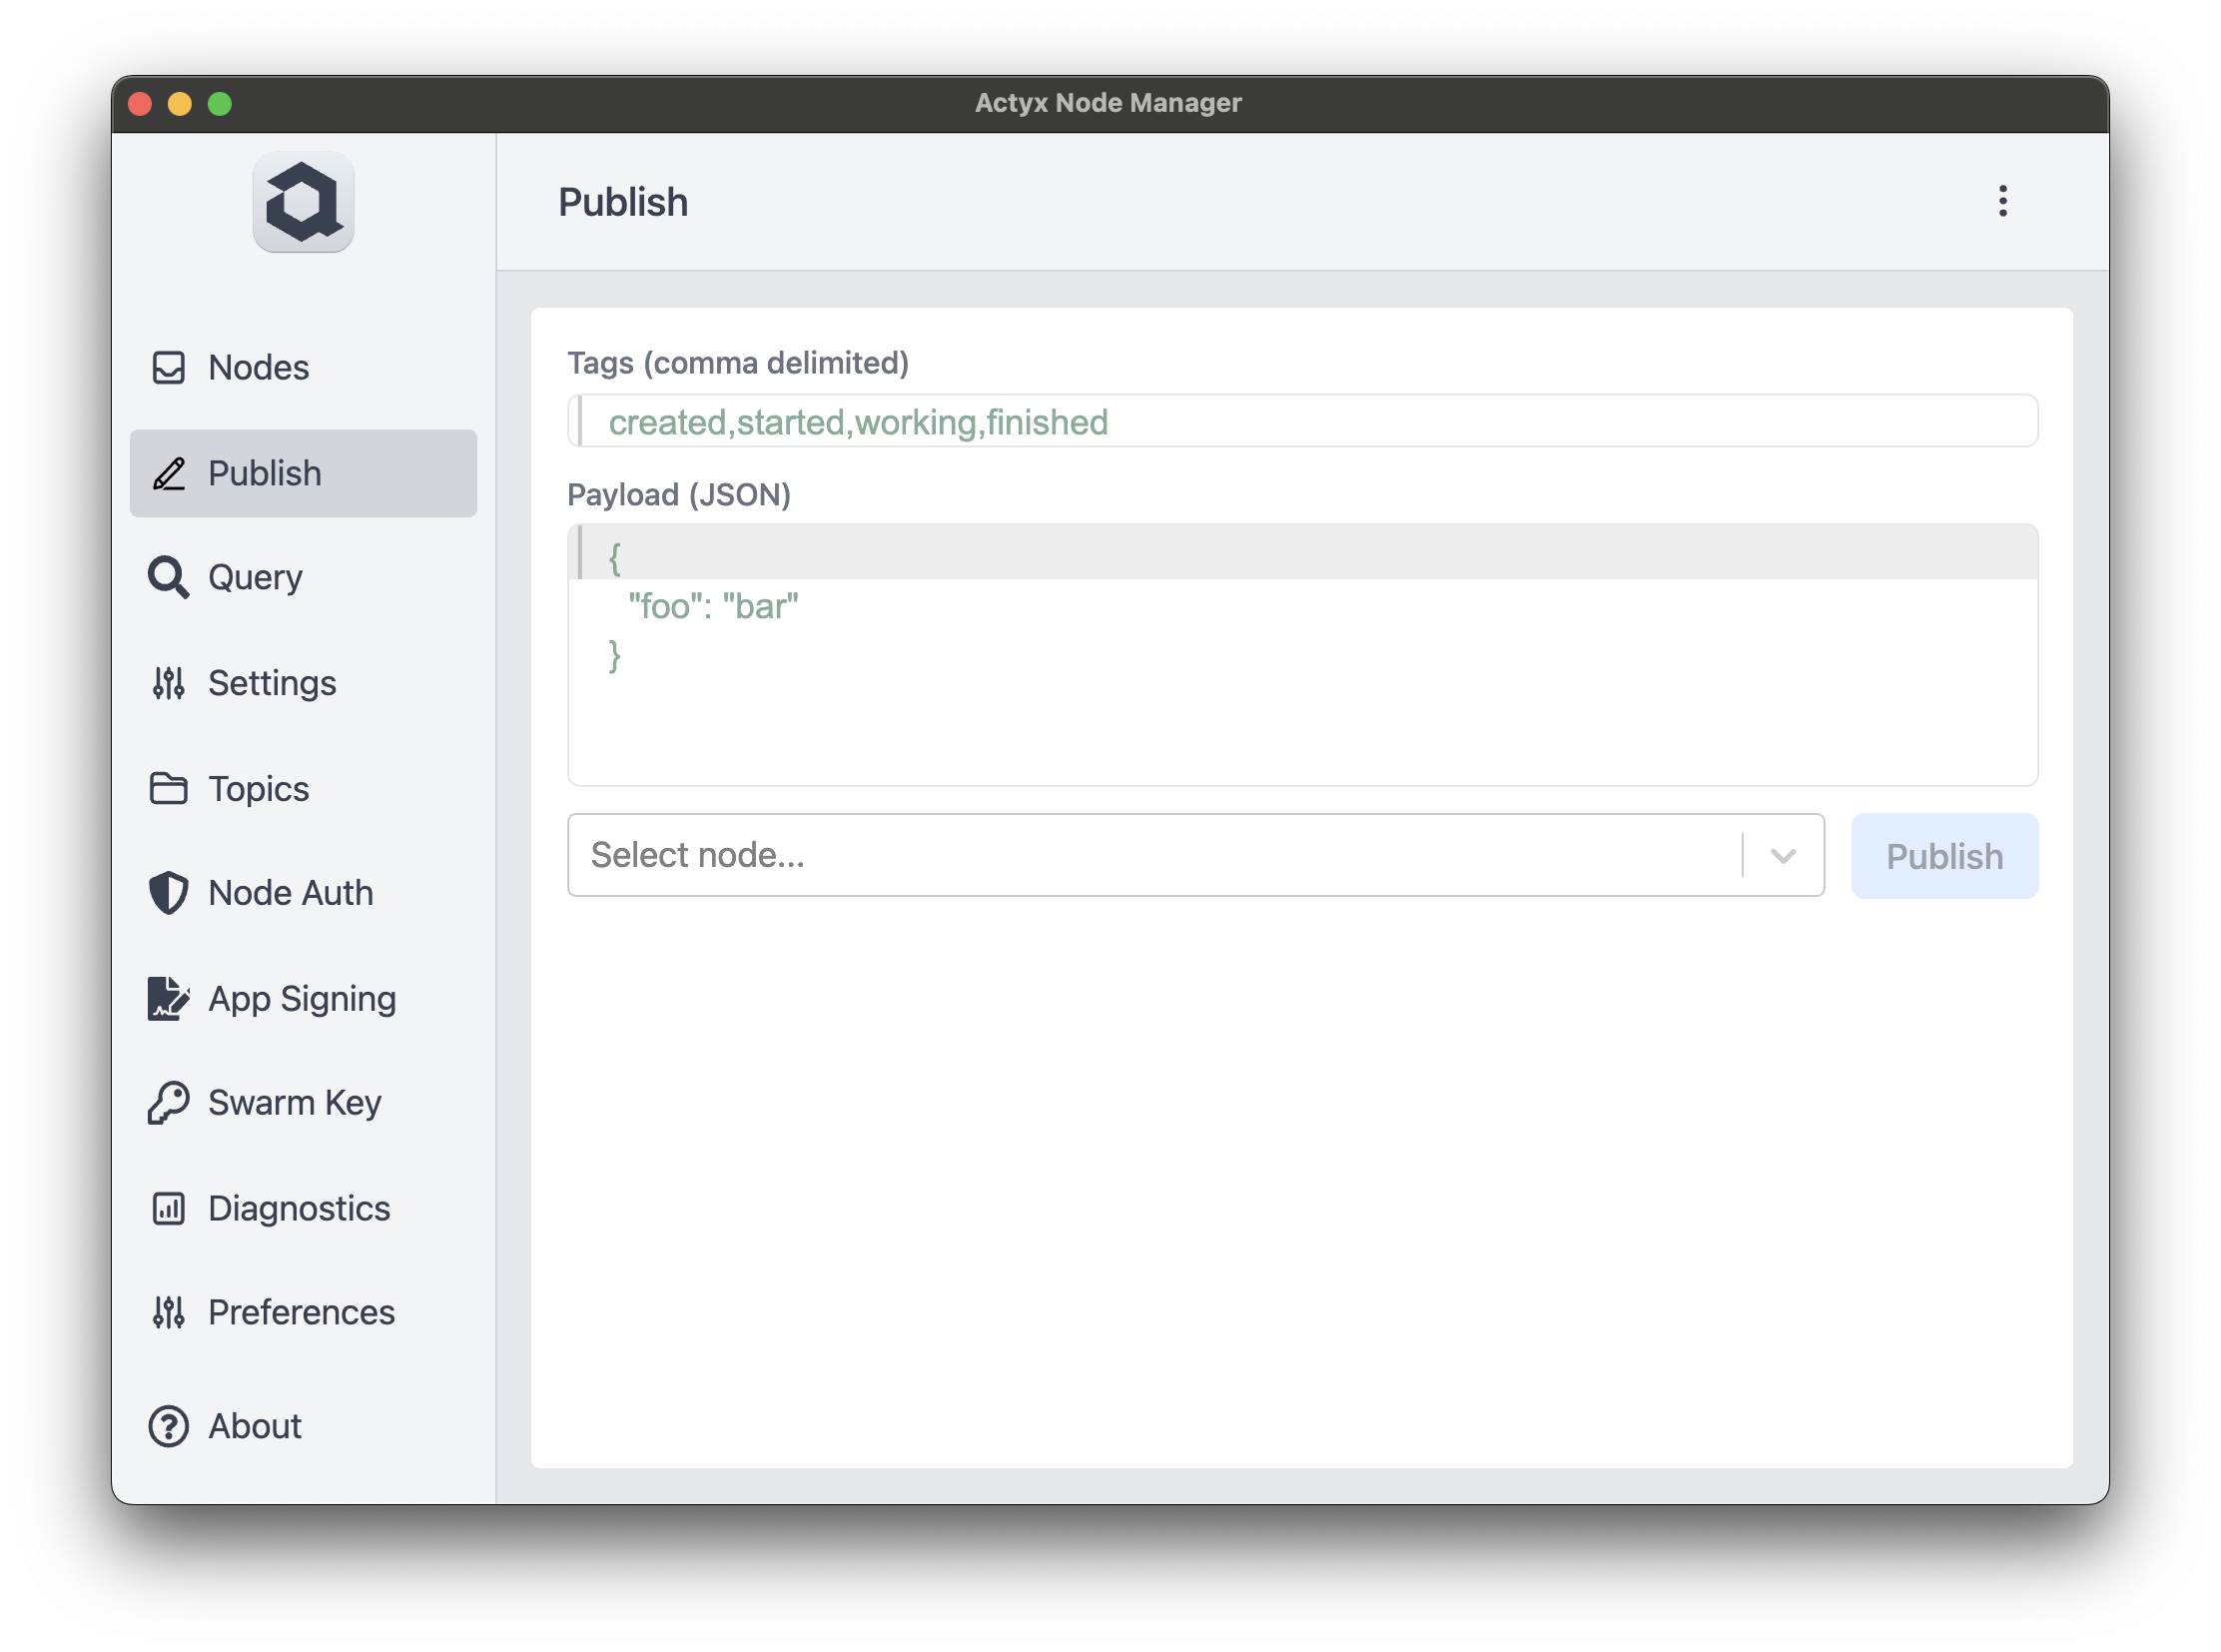 Actyx Node Manager
Nodes
Publish
Query
Settings
Topics
Node Auth
App Signing
Swarm Key
Diagnostics
Preferences
About
Publish
Tags (comma delimited)
created,started,working,finished
Payload (JSON)
{
"foo": "bar"
}
Select node...
Publish